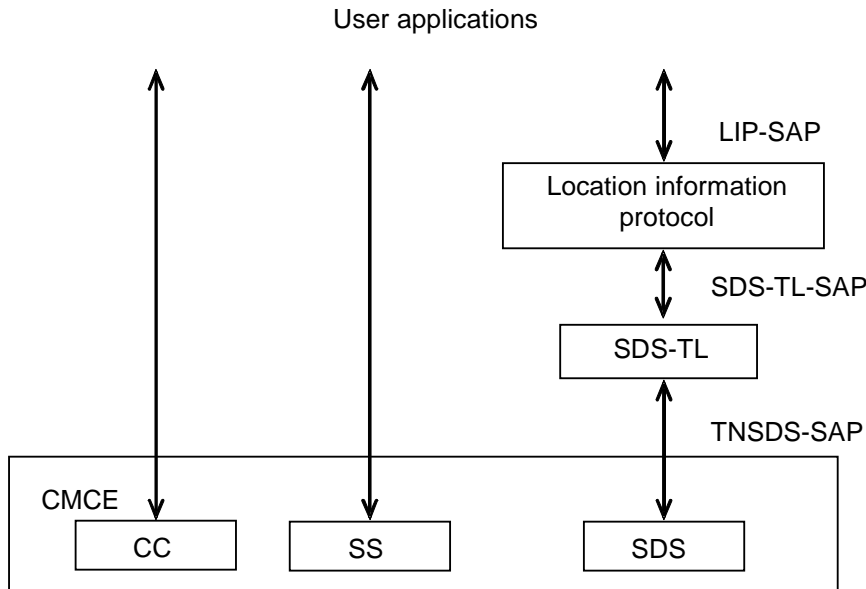 User applications
LIP-SAP
Location information
protocol
SDS-TL-SAP
SDS-TL
TNSDS-SAP
CMCE
CC
SS
SDS